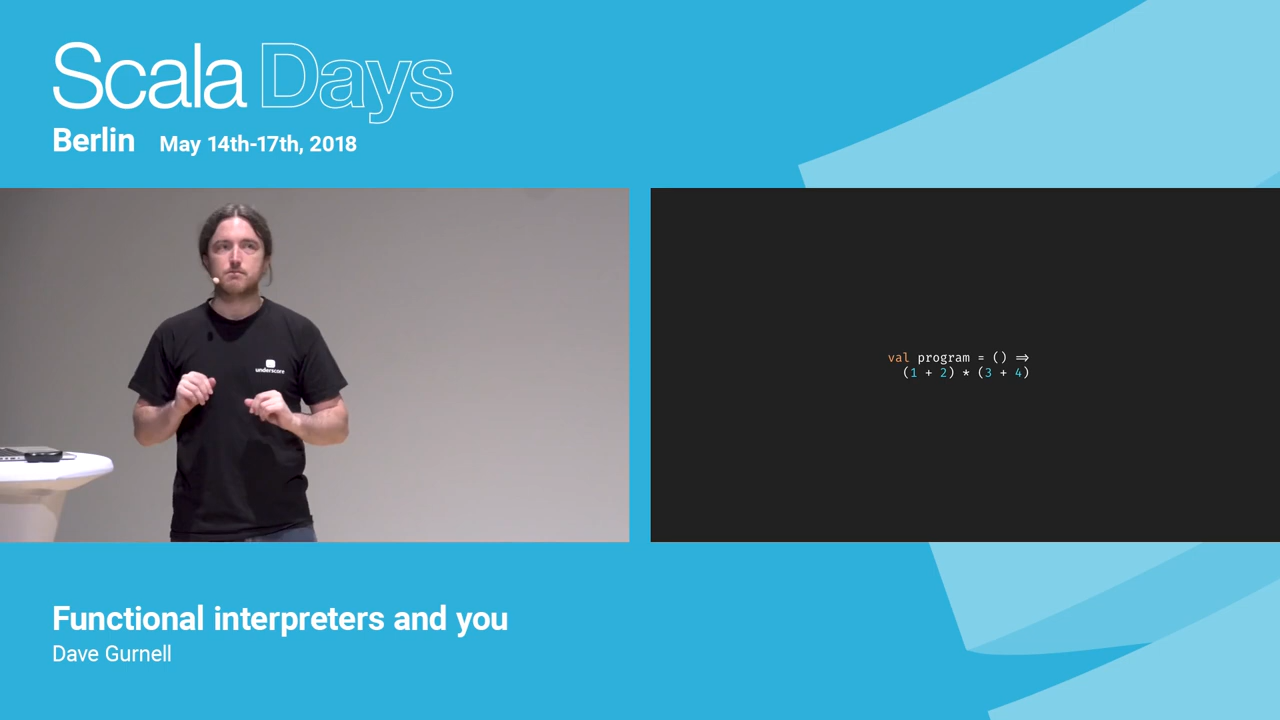 Scala Days
Berlin May 14th-17th, 2018
underscore
val program = () ⇒
(1 + 2) * (3 + 4)
Functional interpreters and you
Dave Gurnell